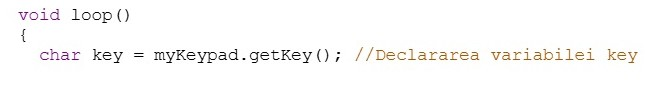 void loop()
{
char key = myKeypad.getKey(); //Declararea variabilei key